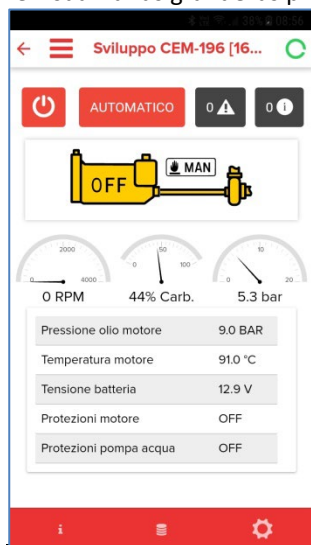 38% 08:56
Sviluppo CEM-196 [16...
AUTOMATICO 0 0 i
OFF MAN
2000 50 10
0 4000 0 100 0 20
0 RPM 44% Carb. 5.3 bar
Pressione olio motore 9.0 BAR
Temperatura motore 91.0 °C
Tensione batteria 12.9 V
Protezioni motore OFF
Protezioni pompa acqua OFF
i